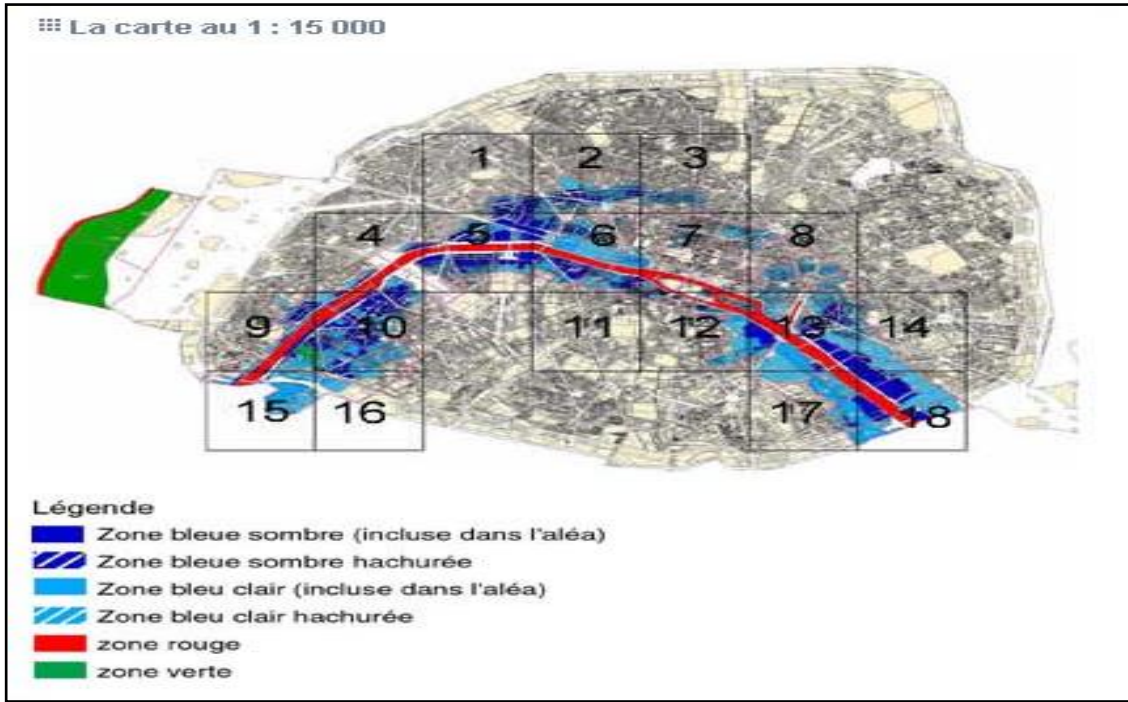 La carte au 1 : 15 000
1 2 3
4 5 6 7 8
9 10 11 12 13 14
15 16 17 18
Légende
Zone bleue sombre (incluse dans l'aléa)
Zone bleue sombre hachurée
Zone bleu clair (incluse dans l'aléa)
Zone bleu clair hachurée
zone rouge
zone verte